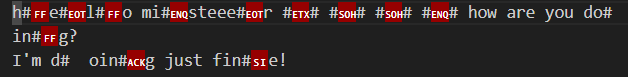 h#FFe#EOTl#FFo mi#ENQsteee#EOTr #ETX# #SOH# #SOH# #ENQ# how are you do#
in#FFg?
I'm d#  oin#ACKg just fin#SIe!